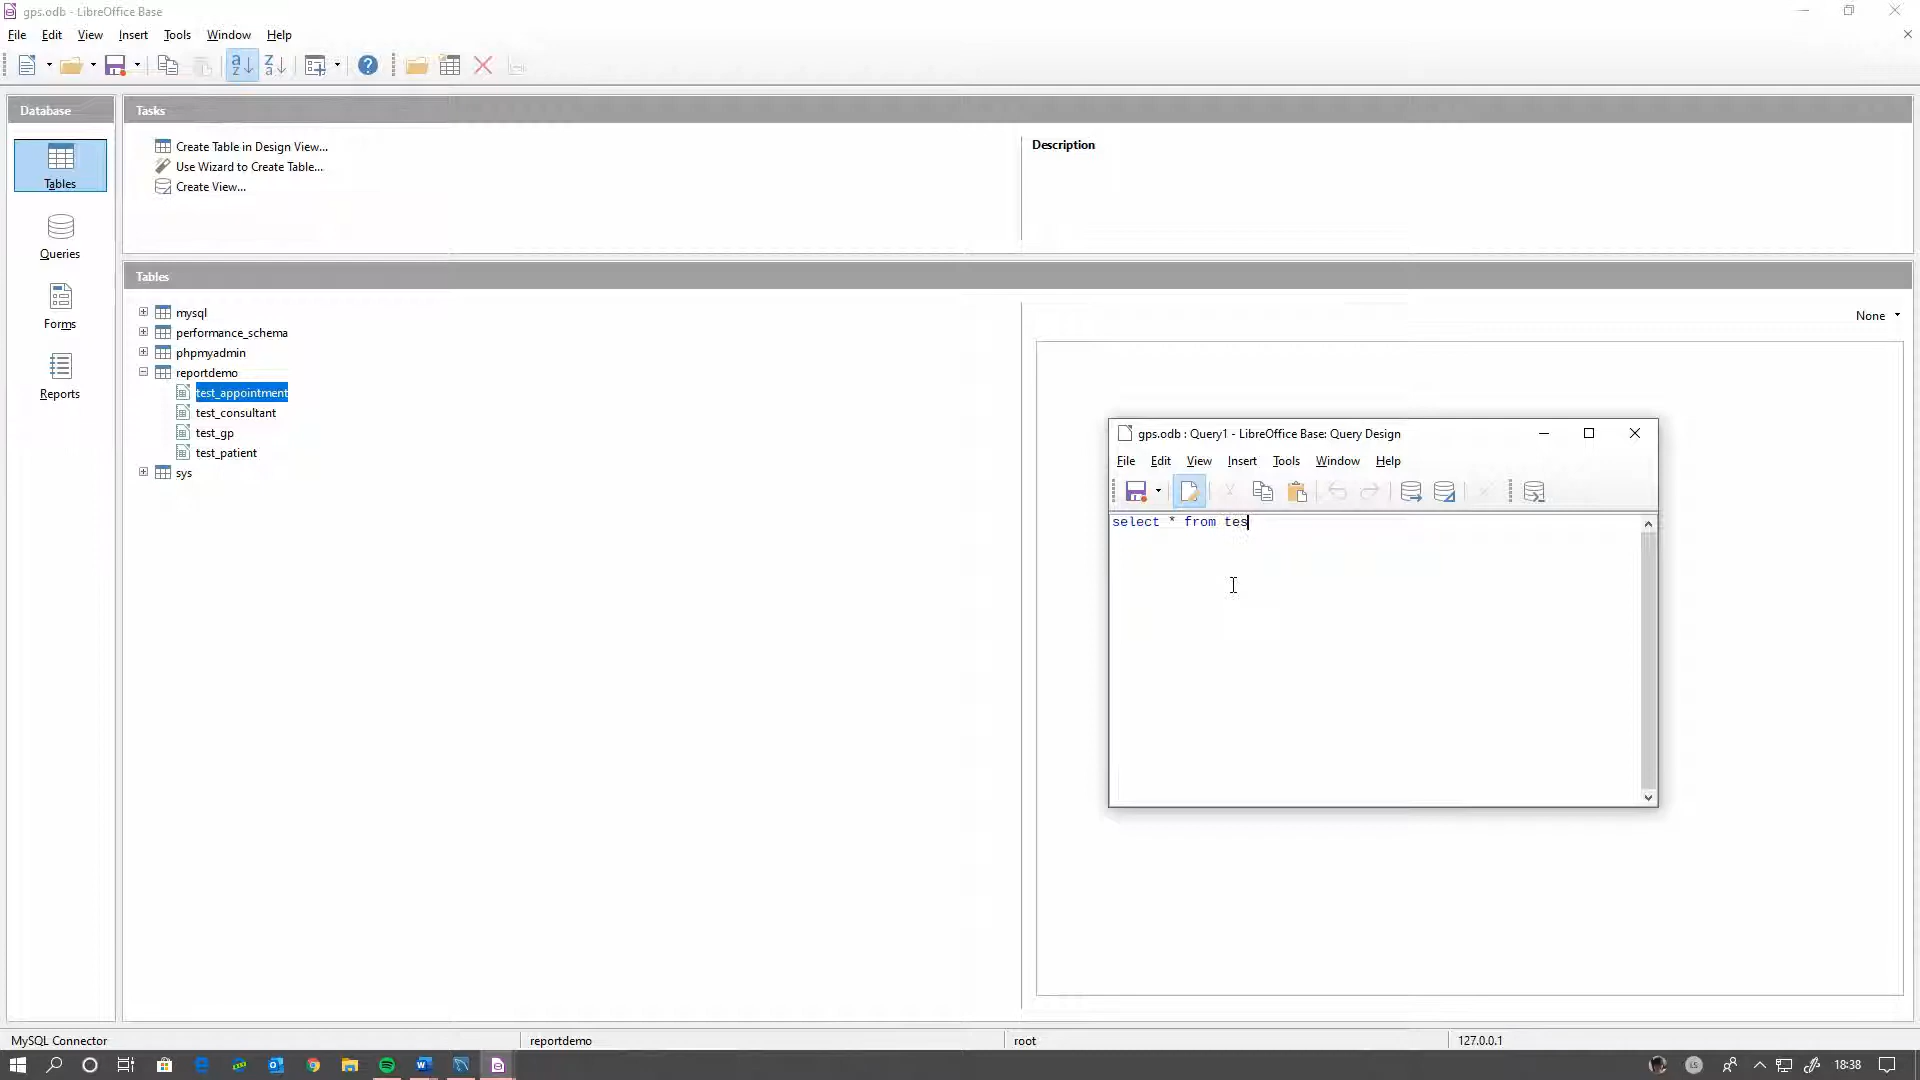 gps.odb - LibreOffice Base
File Edit View Insert Tools Window Help
Database
Tasks
Tables
Queries
Forms
Reports
Create Table in Design View...
Use Wizard to Create Table...
Create View...
Description
Tables
mysql
performance_schema
phpmyadmin
reportdemo
test_appointment
test_consultant
test_gp
test_patient
sys
None
gps.odb : Query1 - LibreOffice Base: Query Design
File Edit View Insert Tools Window Help
select * from tes
MySQL Connector
reportdemo
root
127.0.0.1
18:38